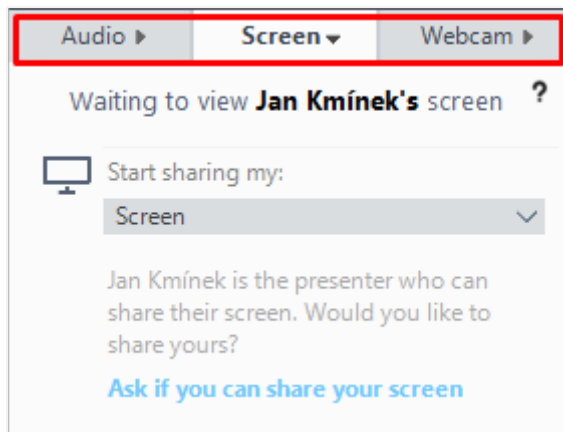 Audio Screen Webcam
Waiting to view Jan Kmínek's screen ?
Start sharing my:
Screen
Jan Kmínek is the presenter who can
share their screen. Would you like to
share yours?
Ask if you can share your screen